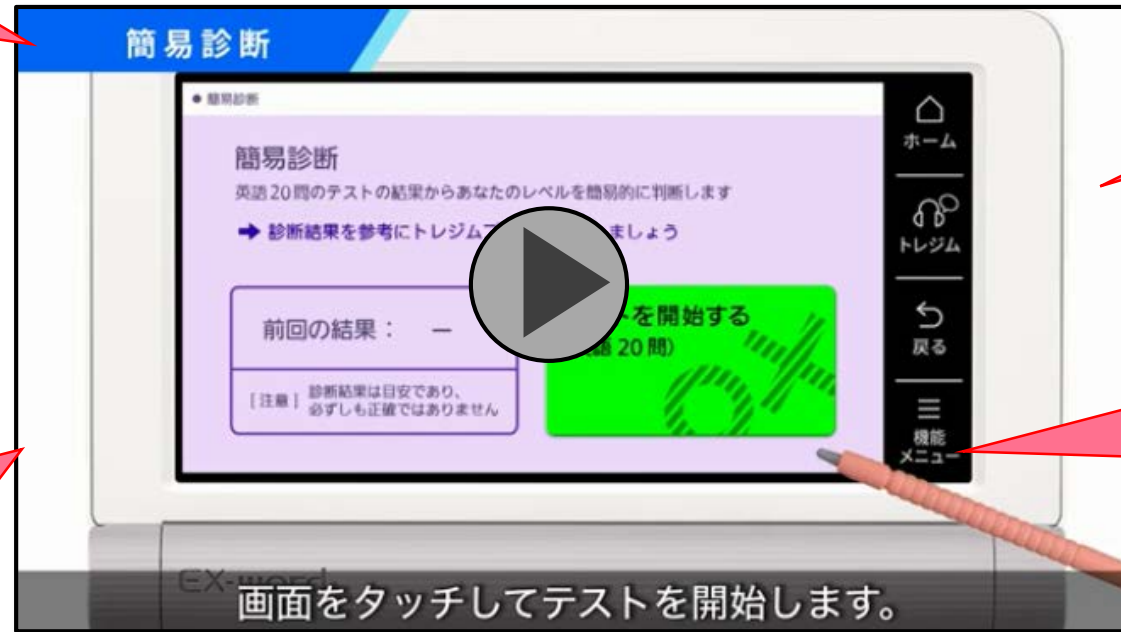 簡易診断
● 簡易診断
簡易診断
英語20問のテストの結果からあなたのレベルを簡易的に判断します
➡ 診断結果を参考にトレジム ましょう
前回の結果： －
[注意] 診断結果は目安であり、
必ずしも正確ではありません
トを開始する
語 20 問）
ホーム
トレジム
戻る
機能
メニュー
EX-word
画面をタッチしてテストを開始します。